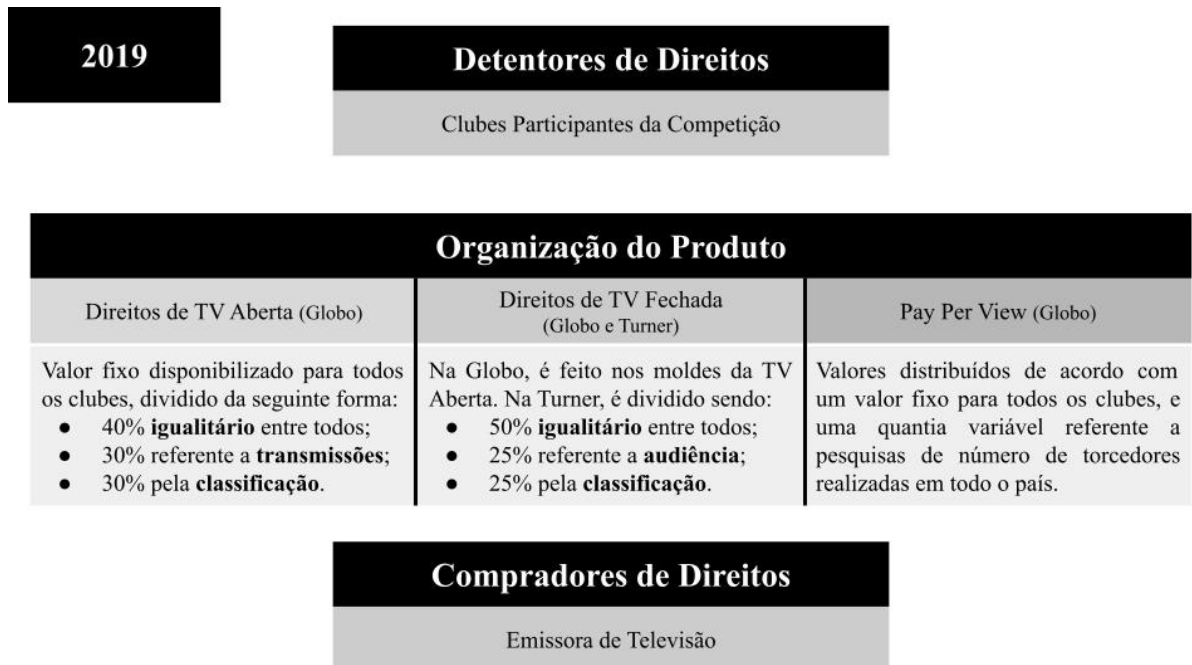 2019
Detentores de Direitos
Clubes Participantes da Competição
Organização do Produto
Direitos de TV Aberta (Globo)
Valor fixo disponibilizado para todos
os clubes, dividido da seguinte forma:
● 40% igualitário entre todos;
● 30% referente a transmissões;
● 30% pela classificação.
Direitos de TV Fechada
(Globo e Turner)
Na Globo, é feito nos moldes da TV
Aberta. Na Turner, é dividido sendo:
● 50% igualitário entre todos;
● 25% referente a audiência;
● 25% pela classificação.
Pay Per View (Globo)
Valores distribuídos de acordo com
um valor fixo para todos os clubes, e
uma quantia variável referente a
pesquisas de número de torcedores
realizadas em todo o país.
Compradores de Direitos
Emissora de Televisão